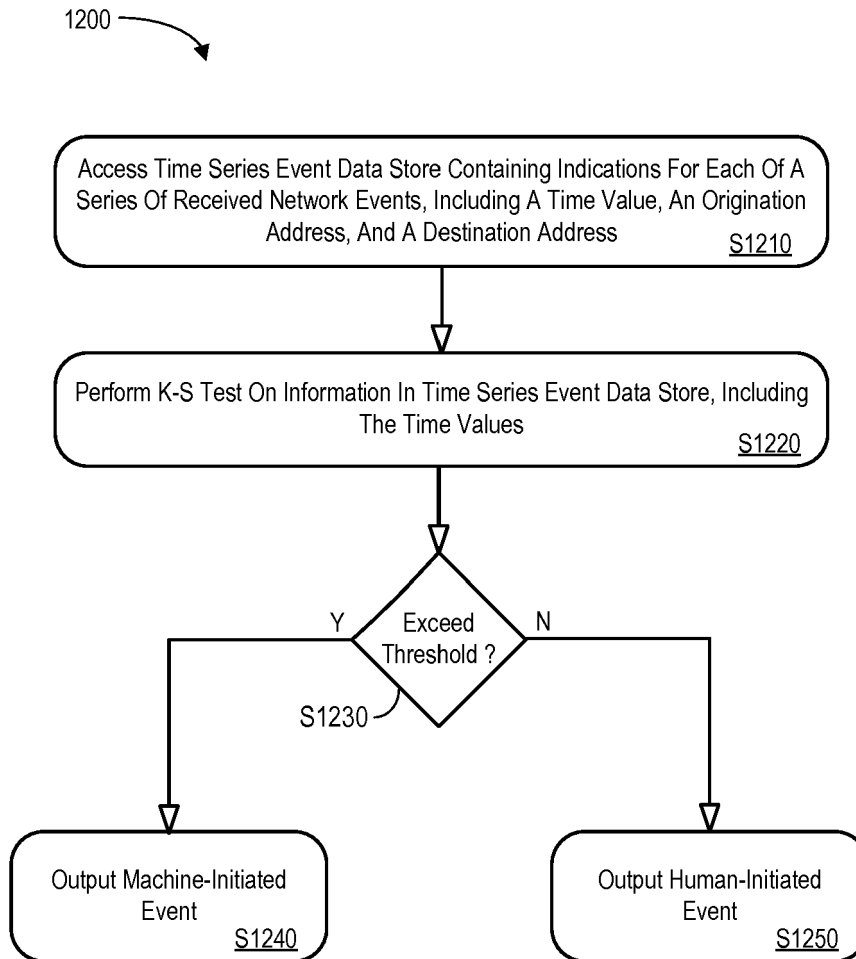 1200
Access Time Series Event Data Store Containing Indications For Each Of A
Series Of Received Network Events, Including A Time Value, An Origination
Address, And A Destination Address
S1210
Perform K-S Test On Information In Time Series Event Data Store, Including
The Time Values
S1220
Y
Exceed
Threshold ?
N
S1230
Output Machine-Initiated
Event
S1240
Output Human-Initiated
Event
S1250